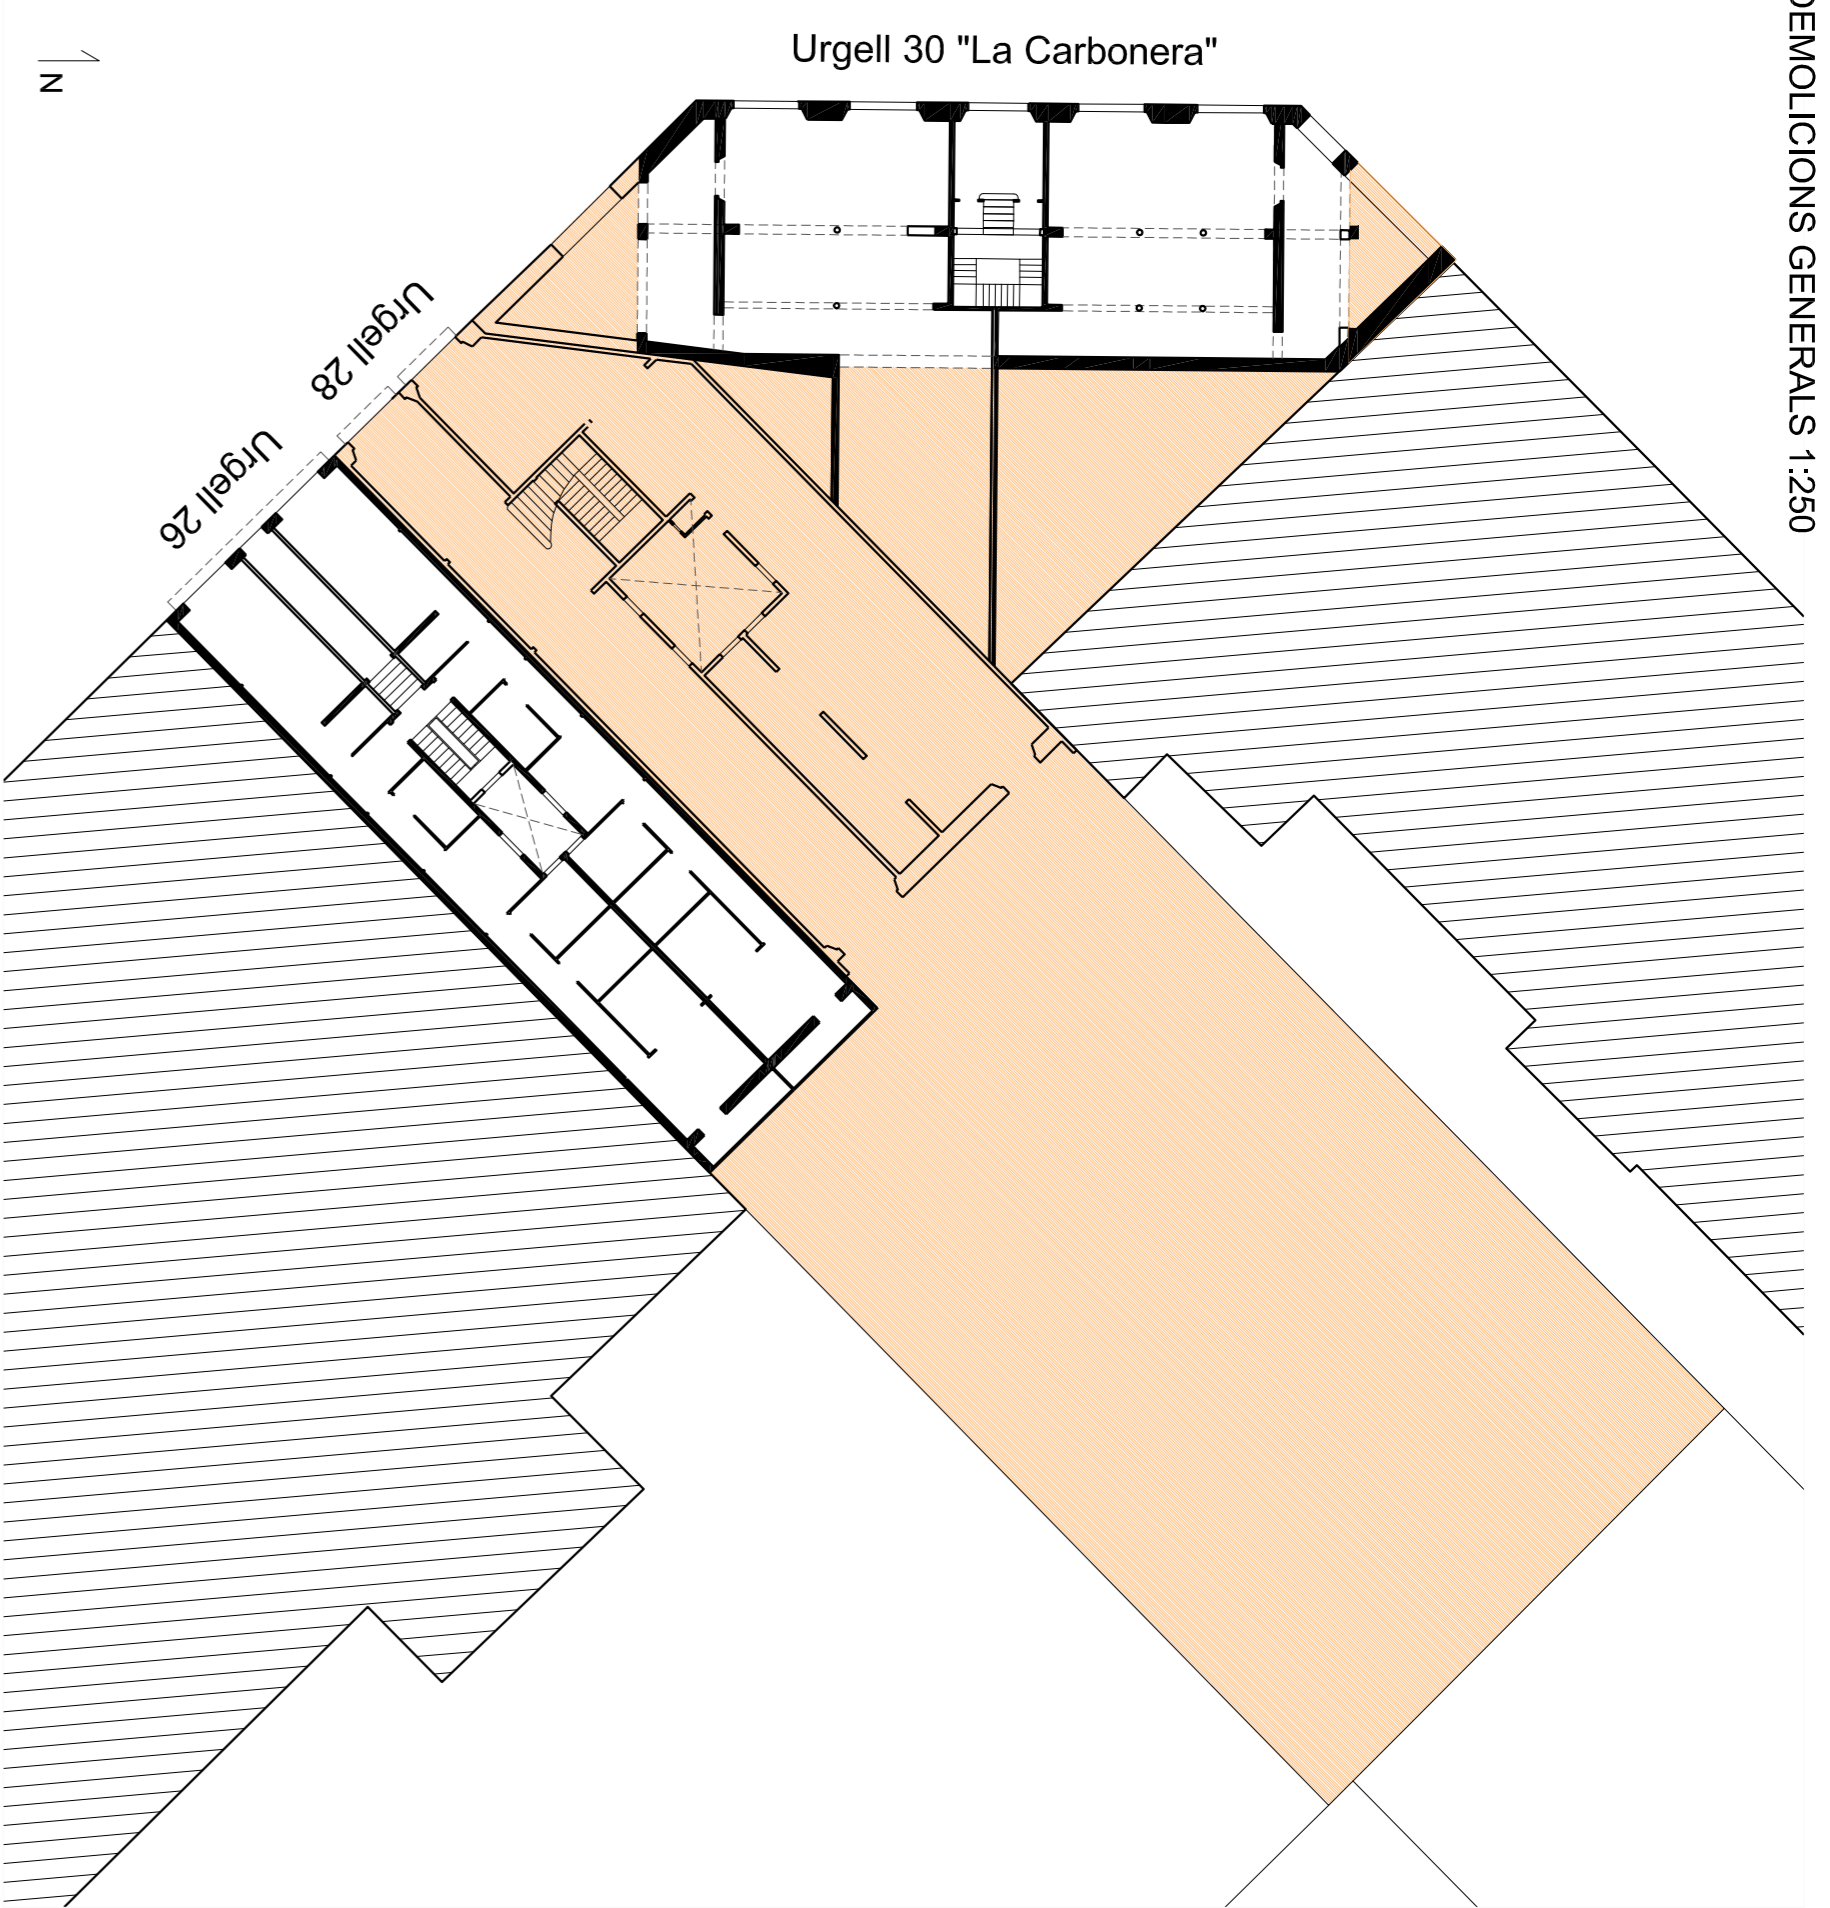 Urgell 30 "La Carbonera"
DEMOLICIONS GENERALS 1:250
N
Urgell 28
Urgell 26